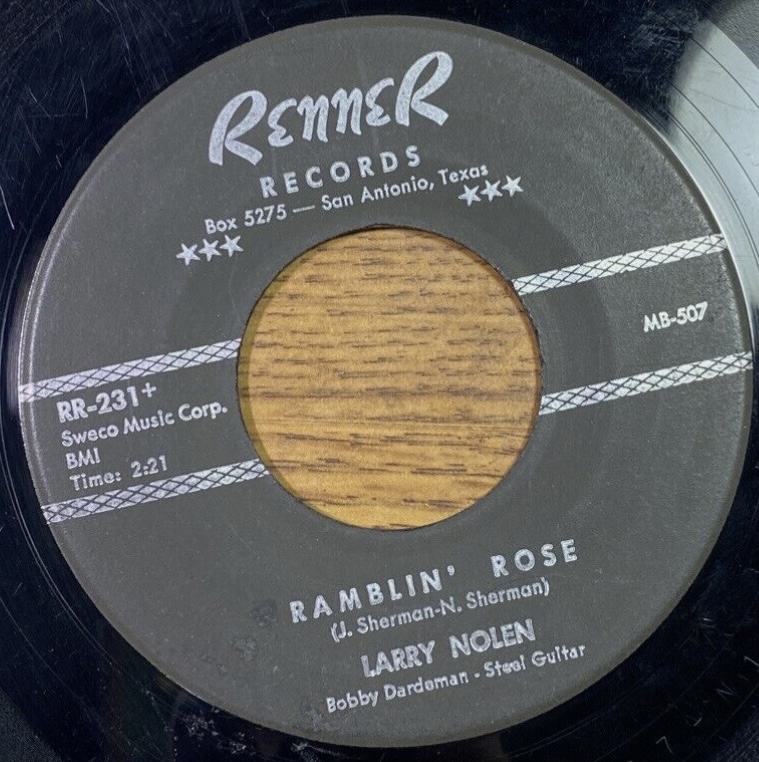 RENNER
RECORDS
Box 5275 — San Antonio, Texas
MB-507
RR-231+
Sweco Music Corp.
BMI
Time: 2:21
RAMBLIN' ROSE
(J. Sherman-N. Sherman)
LARRY NOLEN
Bobby Dardeman - Steel Guitar